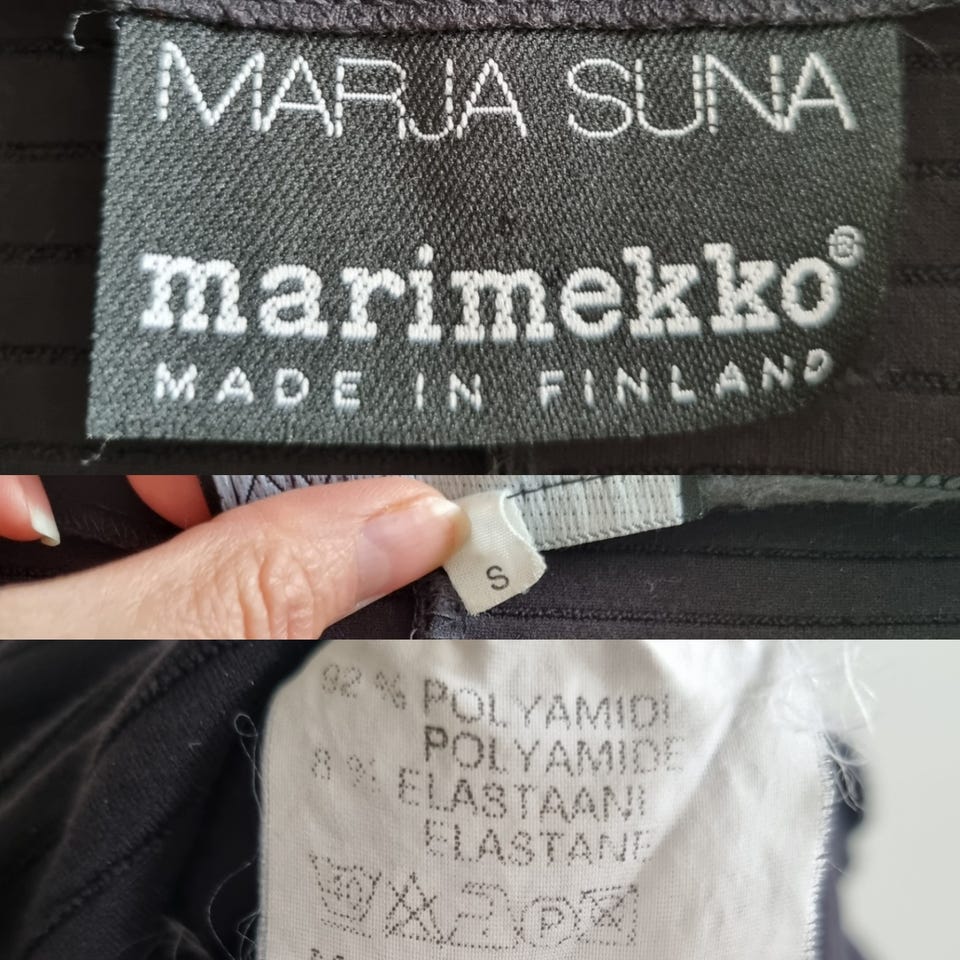 MARJA SUNA
marimekko®
MADE IN FINLAND
S
92 % POLYAMIDI
POLYAMIDE
8 % ELASTAANI
ELASTANE
P